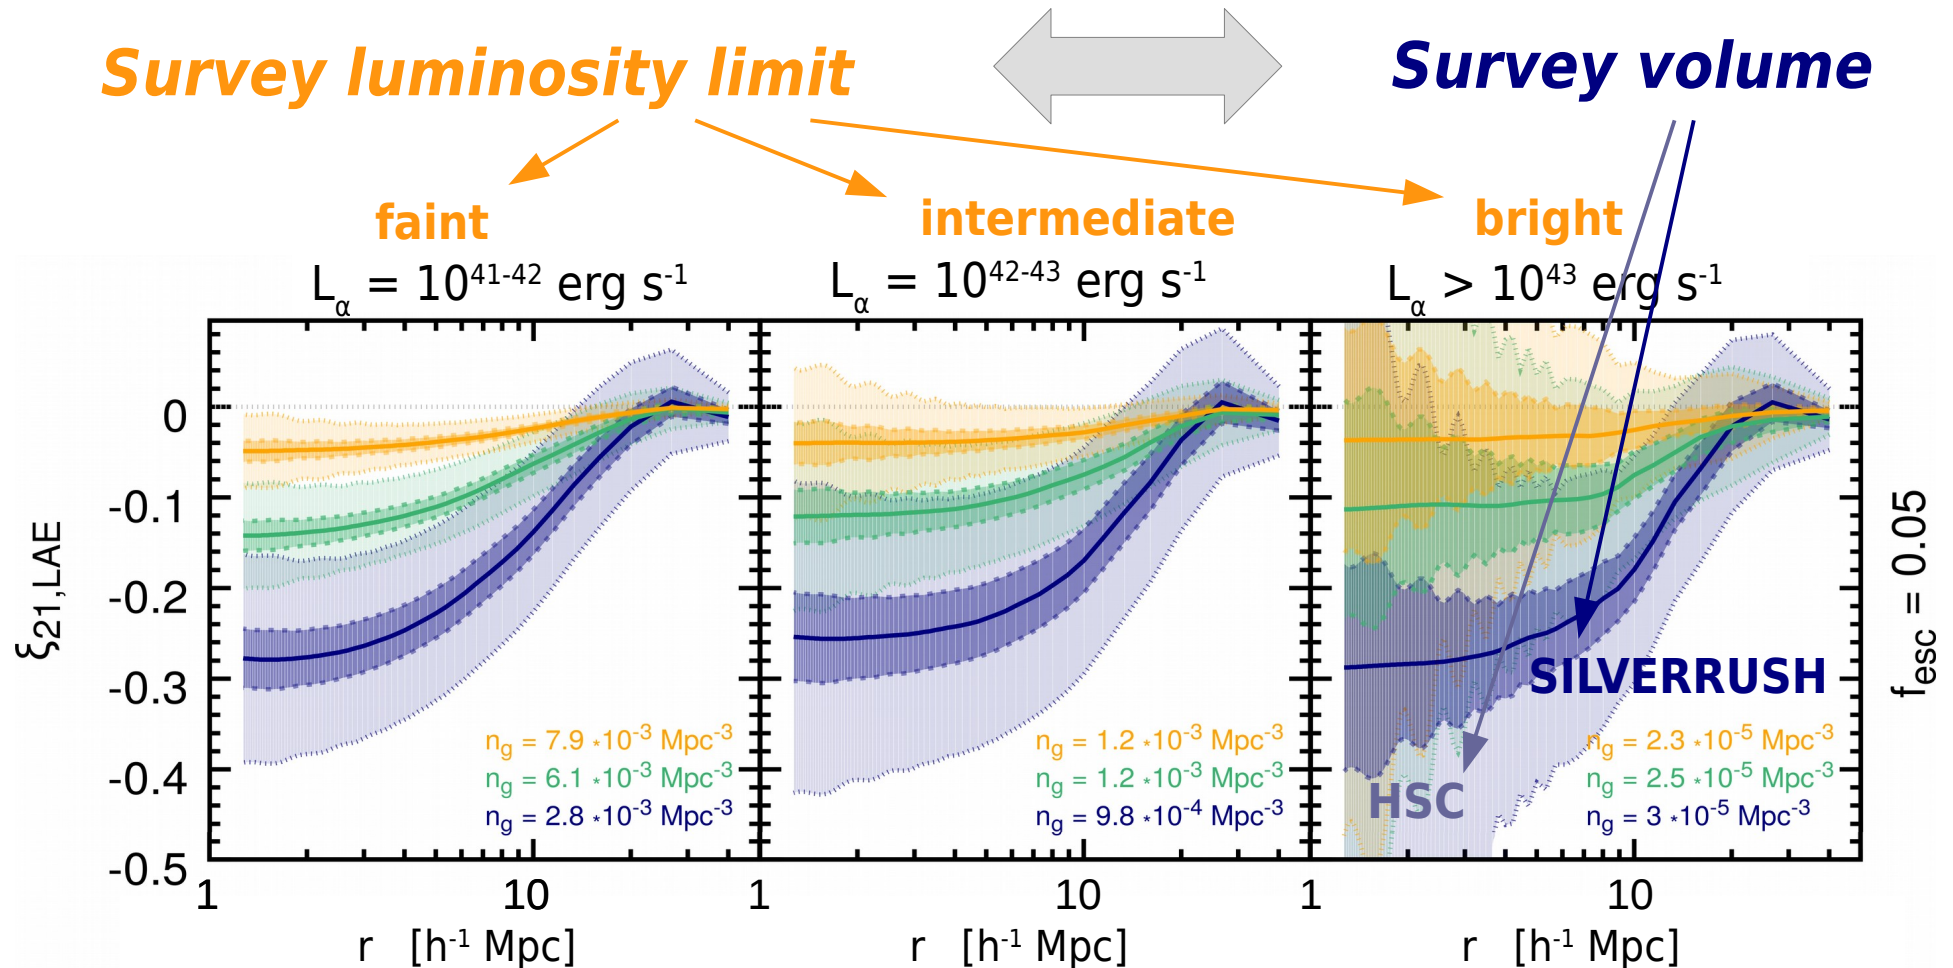 Survey luminosity limit
Survey volume
faint
intermediate
bright
Lα = 10^41-42 erg s^-1
Lα = 10^42-43 erg s^-1
Lα > 10^43 erg s^-1
ξ21,LAE
0
-0.1
-0.2
-0.3
-0.4
-0.5
ng = 7.9 *10^-3 Mpc^-3
ng = 6.1 *10^-3 Mpc^-3
ng = 2.8 *10^-3 Mpc^-3
ng = 1.2 *10^-3 Mpc^-3
ng = 1.2 *10^-3 Mpc^-3
ng = 9.8 *10^-4 Mpc^-3
SILVERRUSH
HSC
ng = 2.3 *10^-5 Mpc^-3
ng = 2.5 *10^-5 Mpc^-3
ng = 3 *10^-5 Mpc^-3
fesc = 0.05
1 10 1 10 1 10
r [h^-1 Mpc]
r [h^-1 Mpc]
r [h^-1 Mpc]